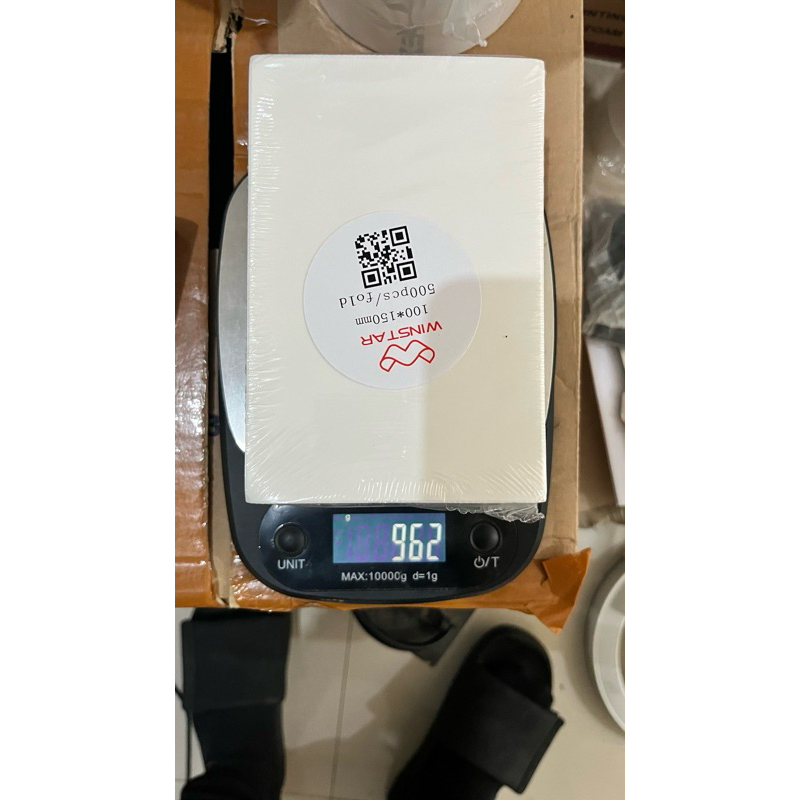 WINSTAR
100*150mm
500pcs/fold
g
962
UNIT
⏻/T
MAX:10000g d=1g